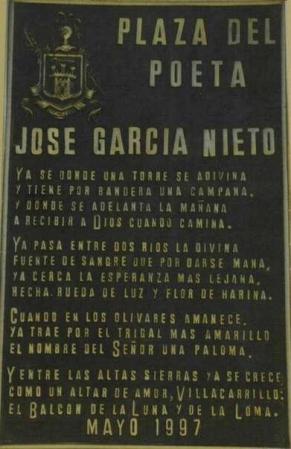 PLAZA DEL
POETA
JOSE GARCIA NIETO
YA SE DONDE UNA TORRE SE ADIVINA
Y TIENE POR BANDERA UNA CAMPANA,
Y DONDE SE ADELANTA LA MAÑANA
A RECIBIR A DIOS CUANDO CAMINA.
YA PASA ENTRE DOS RIOS LA DIVINA
FUENTE DE SANGRE QUE POR DARSE MANA,
YA CERCA LA ESPERANZA MAS LEJANA,
HECHA RUEDA DE LUZ Y FLOR DE HARINA.
CUANDO EN LOS OLIVARES AMANECE,
YA TRAE POR EL TRIGAL MAS AMARILLO
EL NOMBRE DEL SEÑOR UNA PALOMA.
Y ENTRE LAS ALTAS SIERRAS YA SE CRECE
COMO UN ALTAR DE AMOR, VILLACARRILLO:
EL BALCON DE LA LUNA Y DE LA LOMA.
MAYO 1997